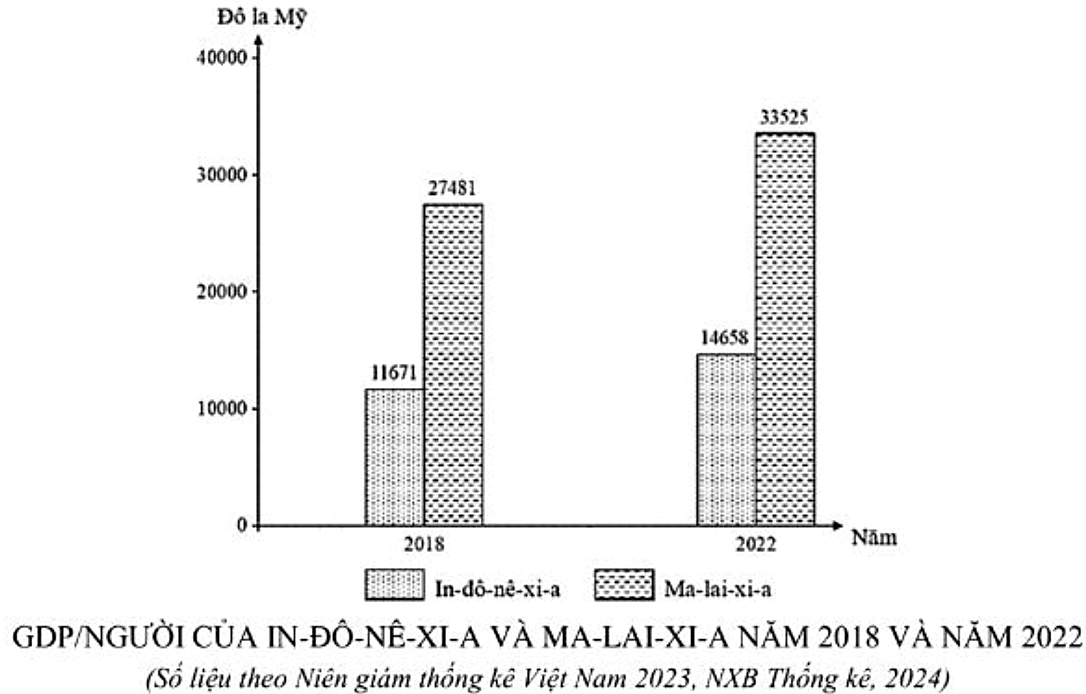 Đô la Mỹ
40000
30000
20000
10000
0
11671
27481
14658
33525
2018
2022
Năm
In-đô-nê-xi-a
Ma-lai-xi-a
GDP/NGƯỜI CỦA IN-ĐÔ-NÊ-XI-A VÀ MA-LAI-XI-A NĂM 2018 VÀ NĂM 2022
(Số liệu theo Niên giám thống kê Việt Nam 2023, NXB Thống kê, 2024)